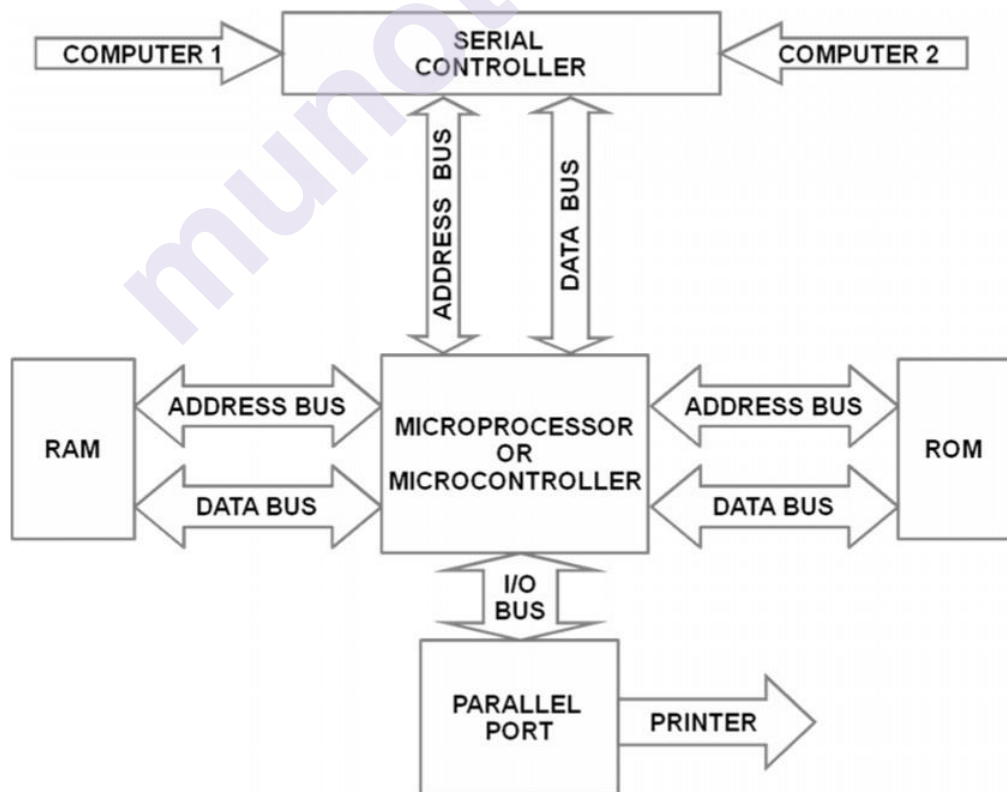 COMPUTER 1
SERIAL
CONTROLLER
COMPUTER 2
ADDRESS BUS
DATA BUS
RAM
ADDRESS BUS
DATA BUS
MICROPROCESSOR
OR
MICROCONTROLLER
ADDRESS BUS
DATA BUS
ROM
I/O
BUS
PARALLEL
PORT
PRINTER